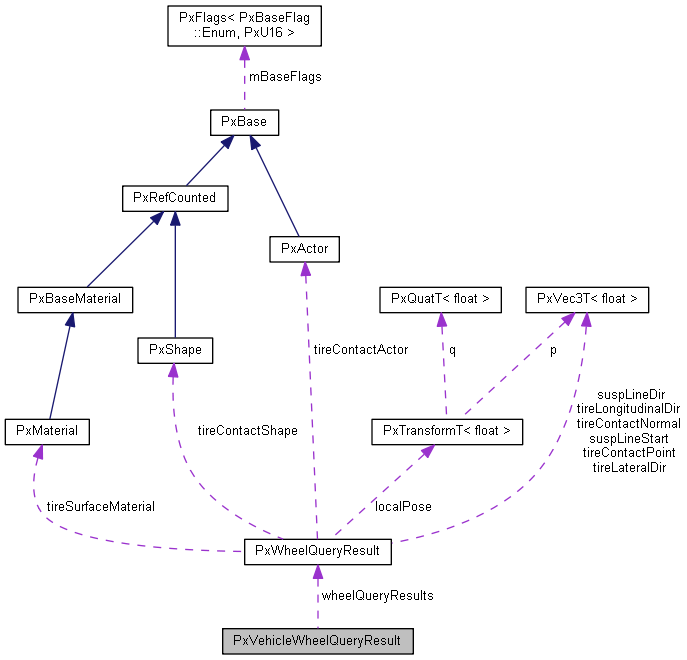 PxFlags< PxBaseFlag
::Enum, PxU16 >
mBaseFlags
PxBase
PxRefCounted
PxActor
PxBaseMaterial
PxQuatT< float >
PxVec3T< float >
PxShape
tireContactActor
q
p
suspLineDir
tireLongitudinalDir
tireContactNormal
suspLineStart
tireContactPoint
tireLateralDir
PxMaterial
tireContactShape
PxTransformT< float >
tireSurfaceMaterial
localPose
PxWheelQueryResult
wheelQueryResults
PxVehicleWheelQueryResult